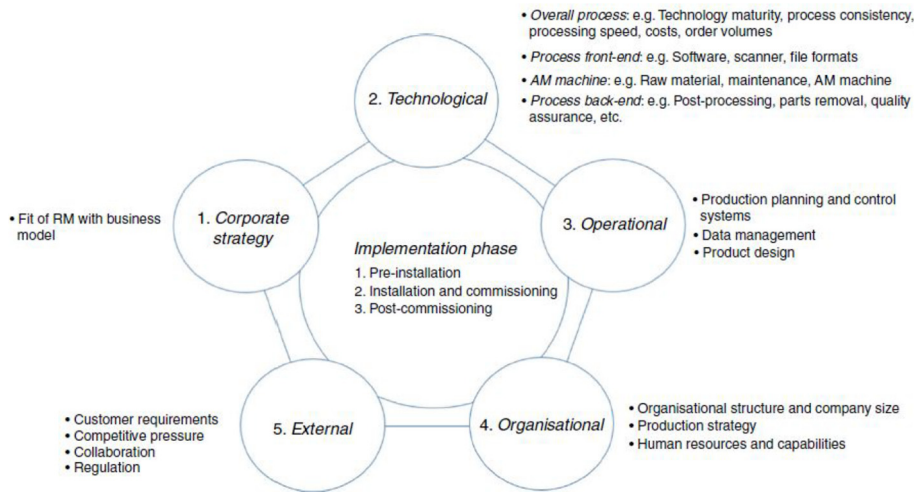 • Overall process: e.g. Technology maturity, process consistency,
processing speed, costs, order volumes
• Process front-end: e.g. Software, scanner, file formats
• AM machine: e.g. Raw material, maintenance, AM machine
• Process back-end: e.g. Post-processing, parts removal, quality
assurance, etc.
2. Technological
• Fit of RM with business
model
1. Corporate
strategy
3. Operational
• Production planning and control
systems
• Data management
• Product design
Implementation phase
1. Pre-installation
2. Installation and commissioning
3. Post-commissioning
• Customer requirements
• Competitive pressure
• Collaboration
• Regulation
5. External
4. Organisational
• Organisational structure and company size
• Production strategy
• Human resources and capabilities